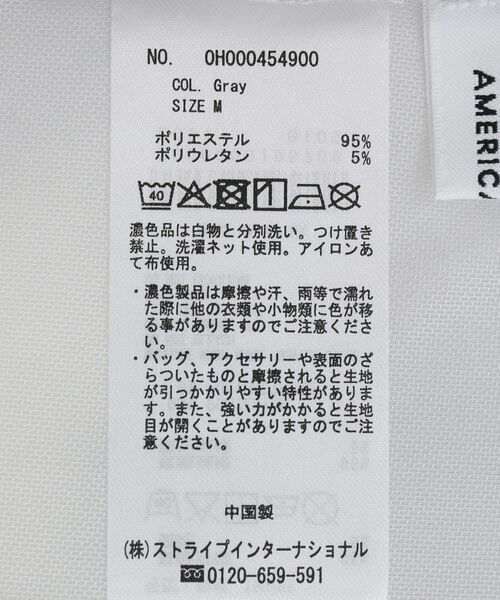 NO. 0H000454900
COL. Gray
SIZE M
ポリエステル 95%
ポリウレタン 5%
40
濃色品は白物と分別洗い。つけ置き
禁止。洗濯ネット使用。アイロンあ
て布使用。
・濃色製品は摩擦や汗、雨等で濡れ
た際に他の衣類や小物類に色が移
る事がありますのでご注意くださ
い。
・バッグ、アクセサリーや表面のざ
らついたものと摩擦されると生地
が引っかかりやすい特性がありま
す。また、強い力がかかると生地
目が開くことがありますのでご注
意ください。
中国製
(株)ストライプインターナショナル
0120-659-591
AMERICA